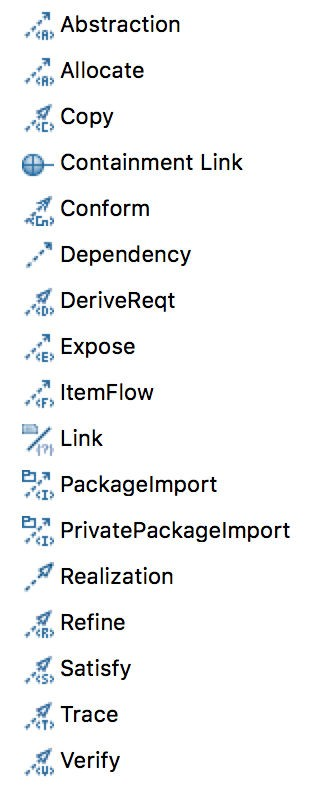 Abstraction
Allocate
Copy
Containment Link
Conform
Dependency
DeriveReqt
Expose
ItemFlow
Link
PackageImport
PrivatePackageImport
Realization
Refine
Satisfy
Trace
Verify